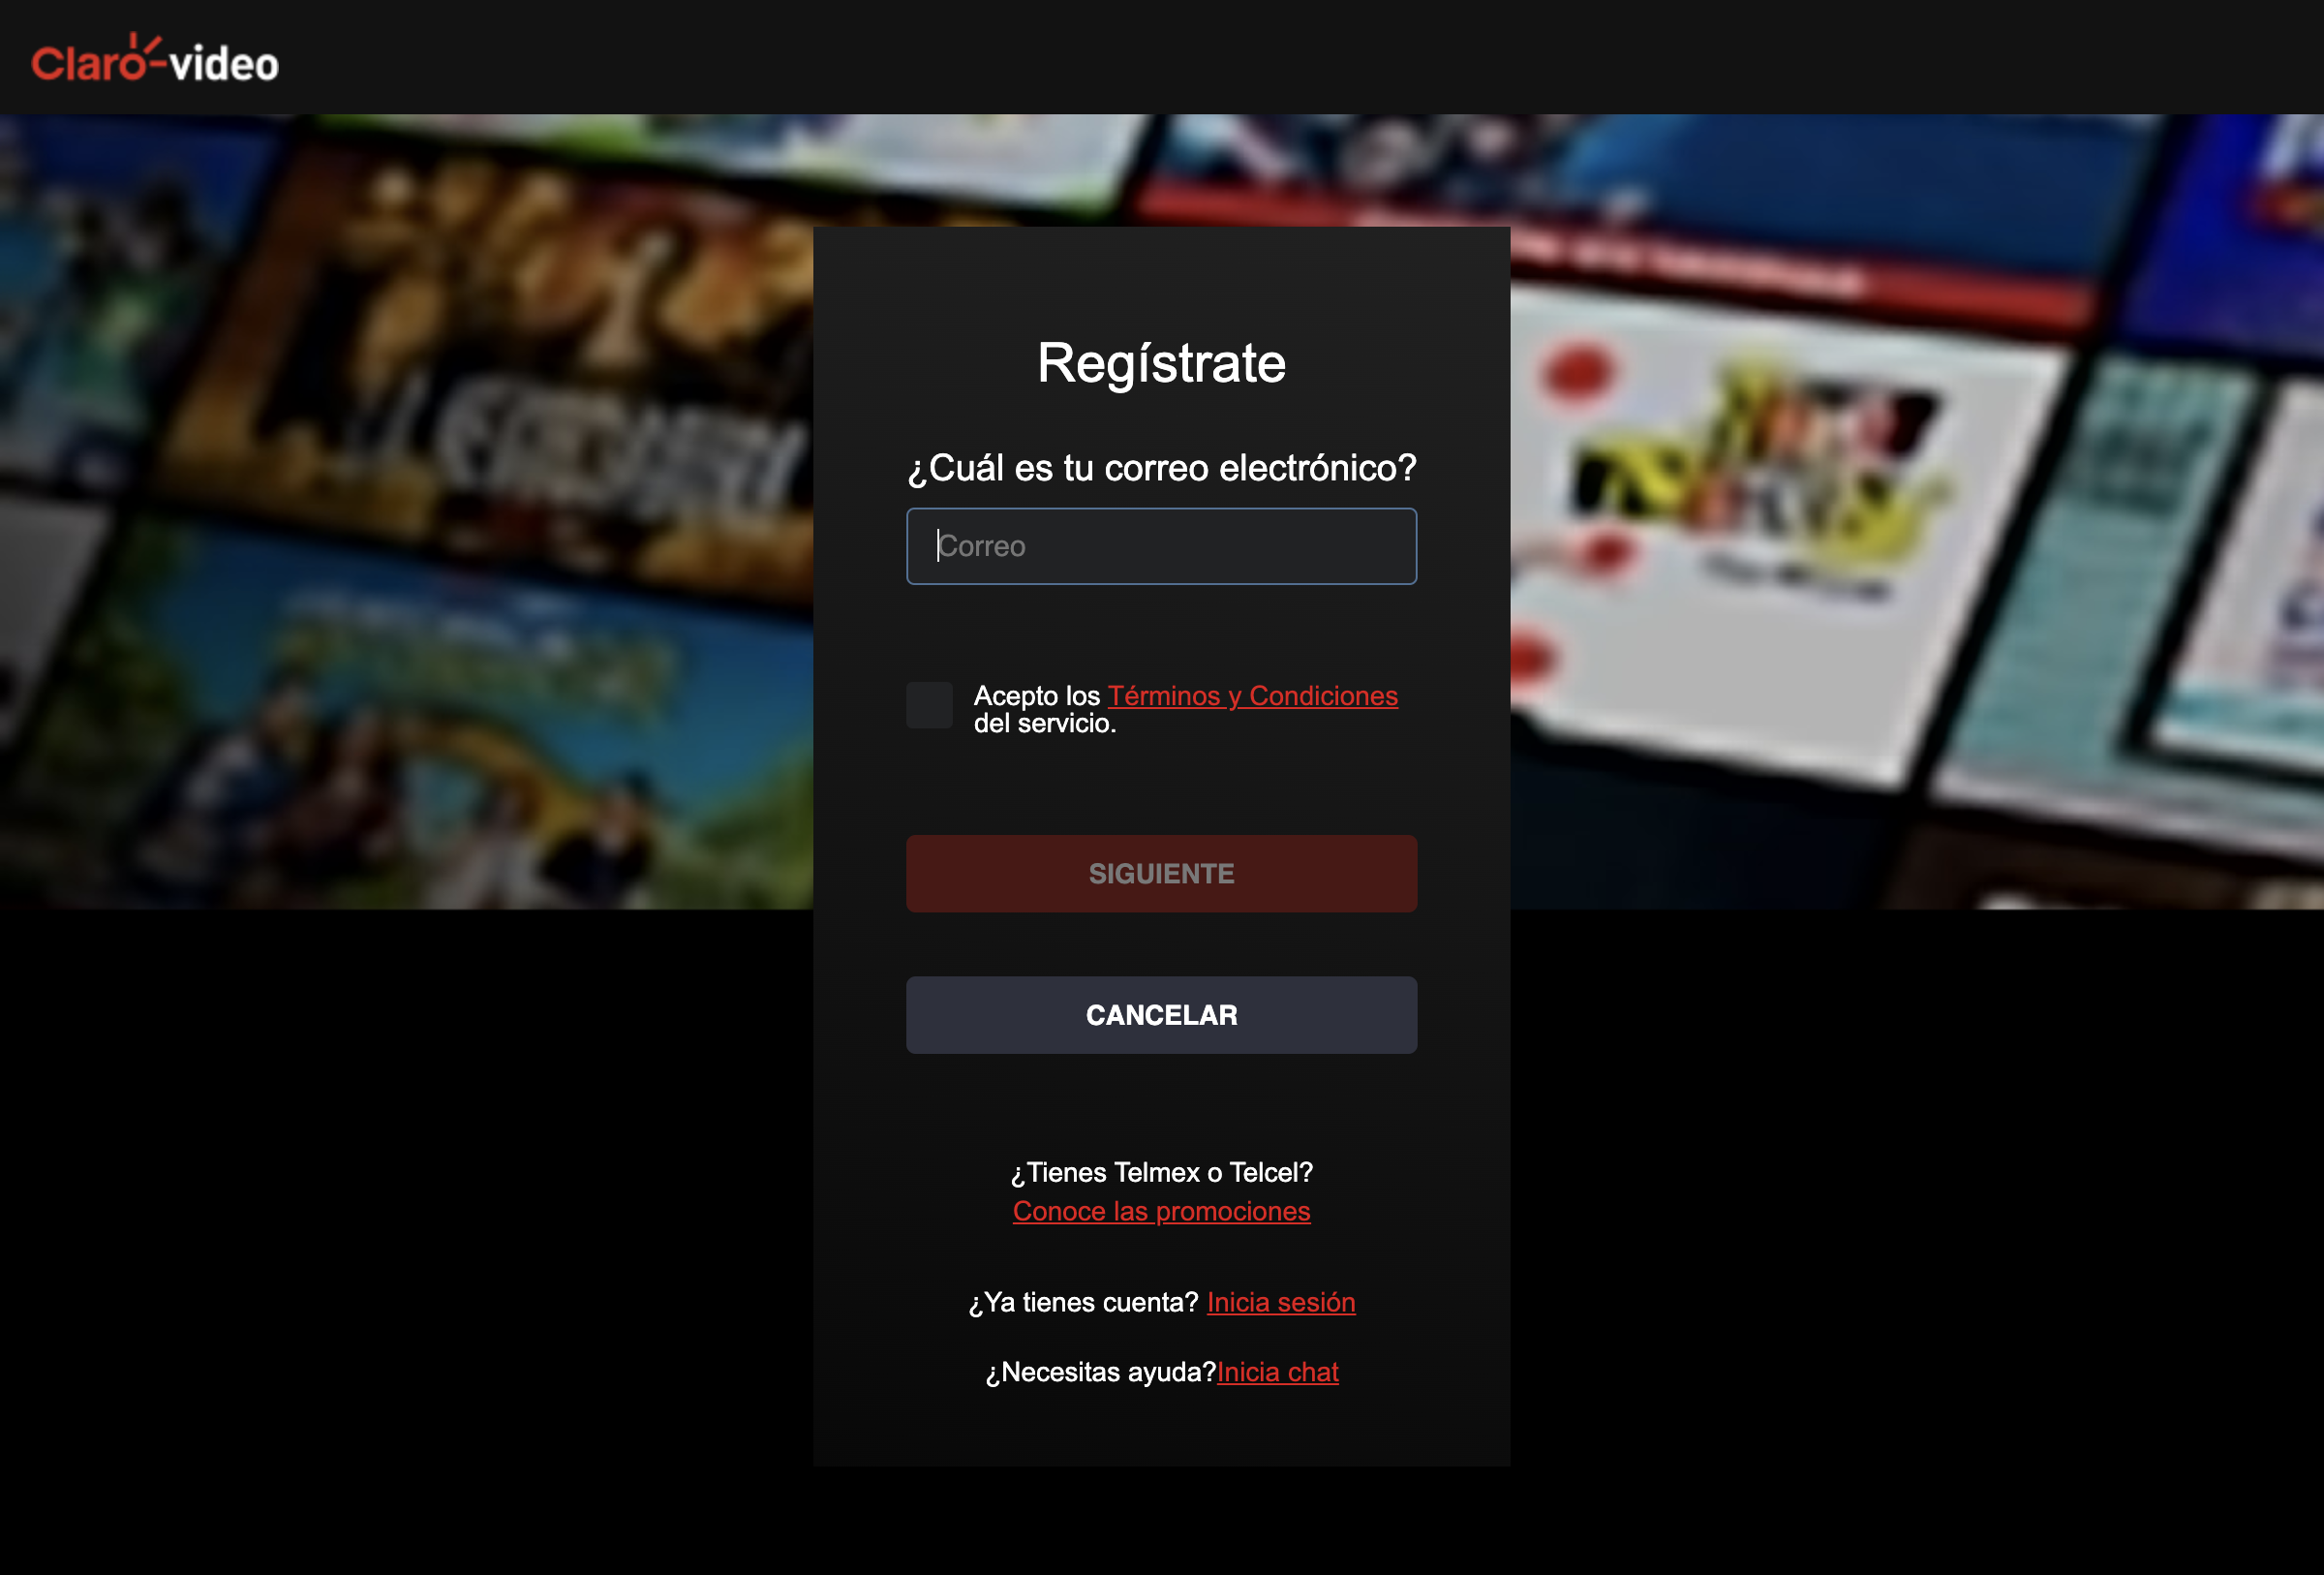 Claro-video
Regístrate
¿Cuál es tu correo electrónico?
Correo
Acepto los Términos y Condiciones
del servicio.
SIGUIENTE
CANCELAR
¿Tienes Telmex o Telcel?
Conoce las promociones
¿Ya tienes cuenta? Inicia sesión
¿Necesitas ayuda?Inicia chat